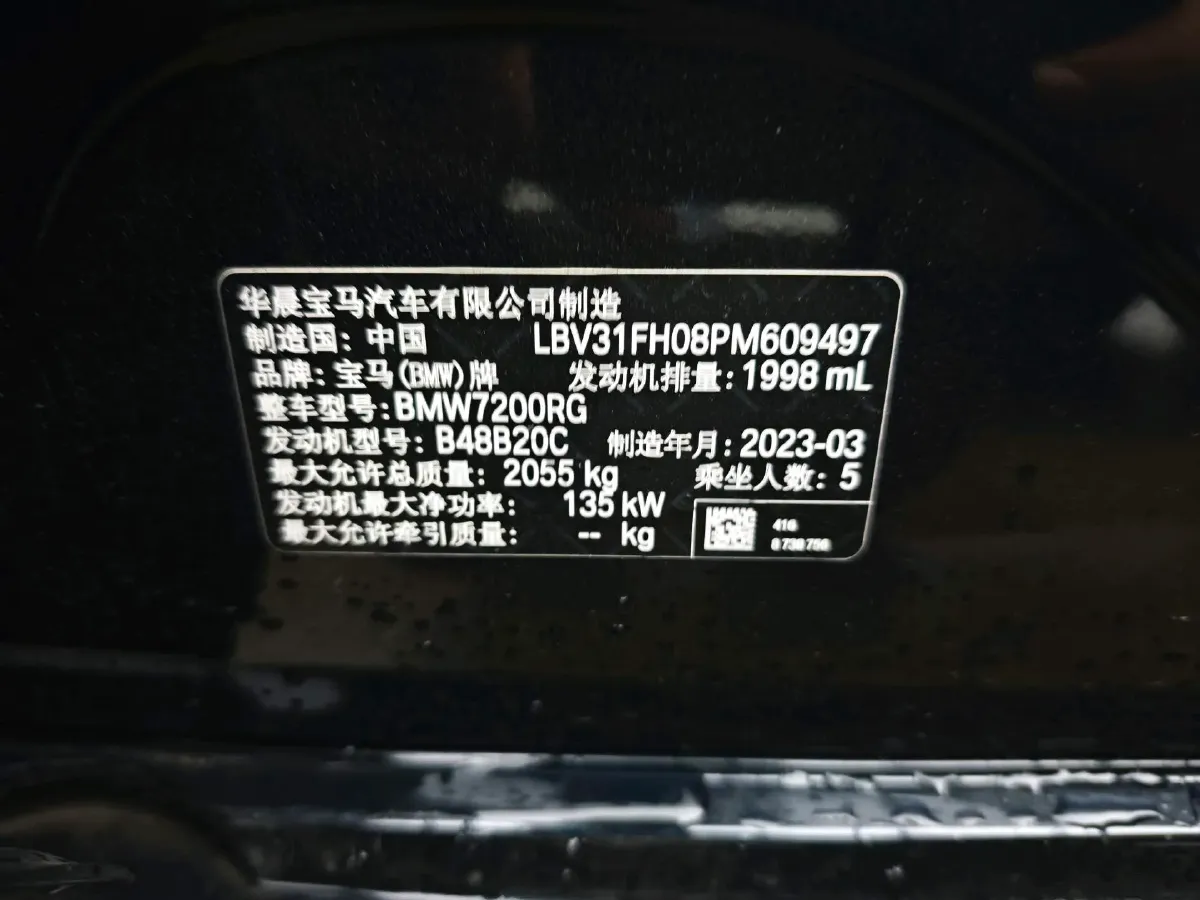 华晨宝马汽车有限公司制造
制造国：中国 LBV31FH08PM609497
品牌：宝马(BMW)牌 发动机排量：1998 mL
整车型号：BMW7200RG
发动机型号：B48B20C 制造年月：2023-03
最大允许总质量：2055 kg 乘坐人数：5
发动机最大净功率：135 kW
最大允许牵引质量：-- kg